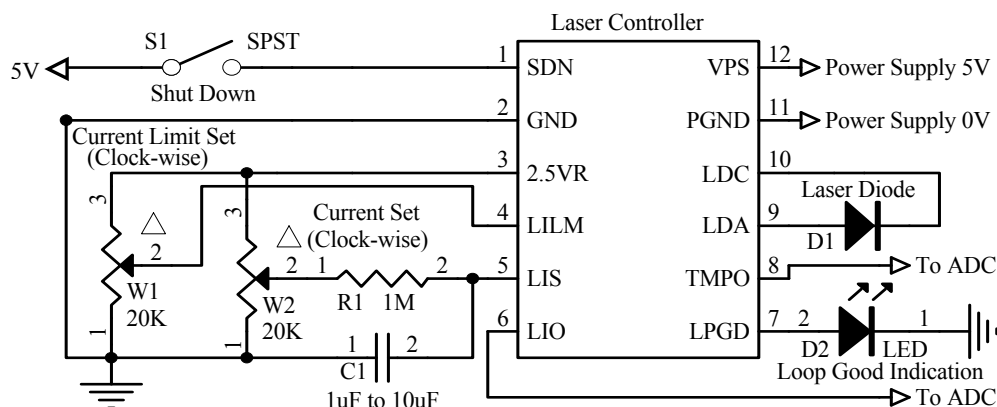 Laser Controller
S1 SPST
5V
Shut Down
1 SDN VPS 12 Power Supply 5V
2 GND PGND 11 Power Supply 0V
Current Limit Set
(Clock-wise)
3 2.5VR LDC 10
Laser Diode
3 3 Current Set
(Clock-wise)
4 LILM LDA 9 D1
2 2 1 2 5 LIS TMPO 8 To ADC
W1 W2 R1 1M
20K 20K
6 LIO LPGD 7 2 1
1 1 1 2
D2 LED
C1
Loop Good Indication
1uF to 10uF
To ADC